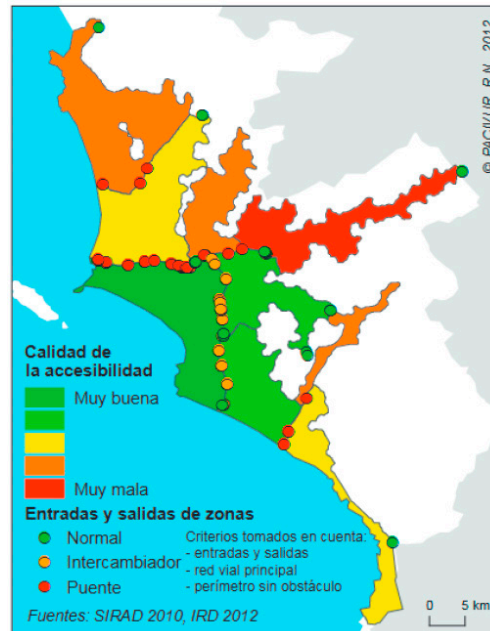 © PACIVUR, R.N., 2012
Calidad de
la accesibilidad
Muy buena
Muy mala
Entradas y salidas de zonas
Normal
Intercambiador
Puente
Criterios tomados en cuenta:
- entradas y salidas
- red vial principal
- perímetro sin obstáculo
Fuentes: SIRAD 2010, IRD 2012
0 5 km